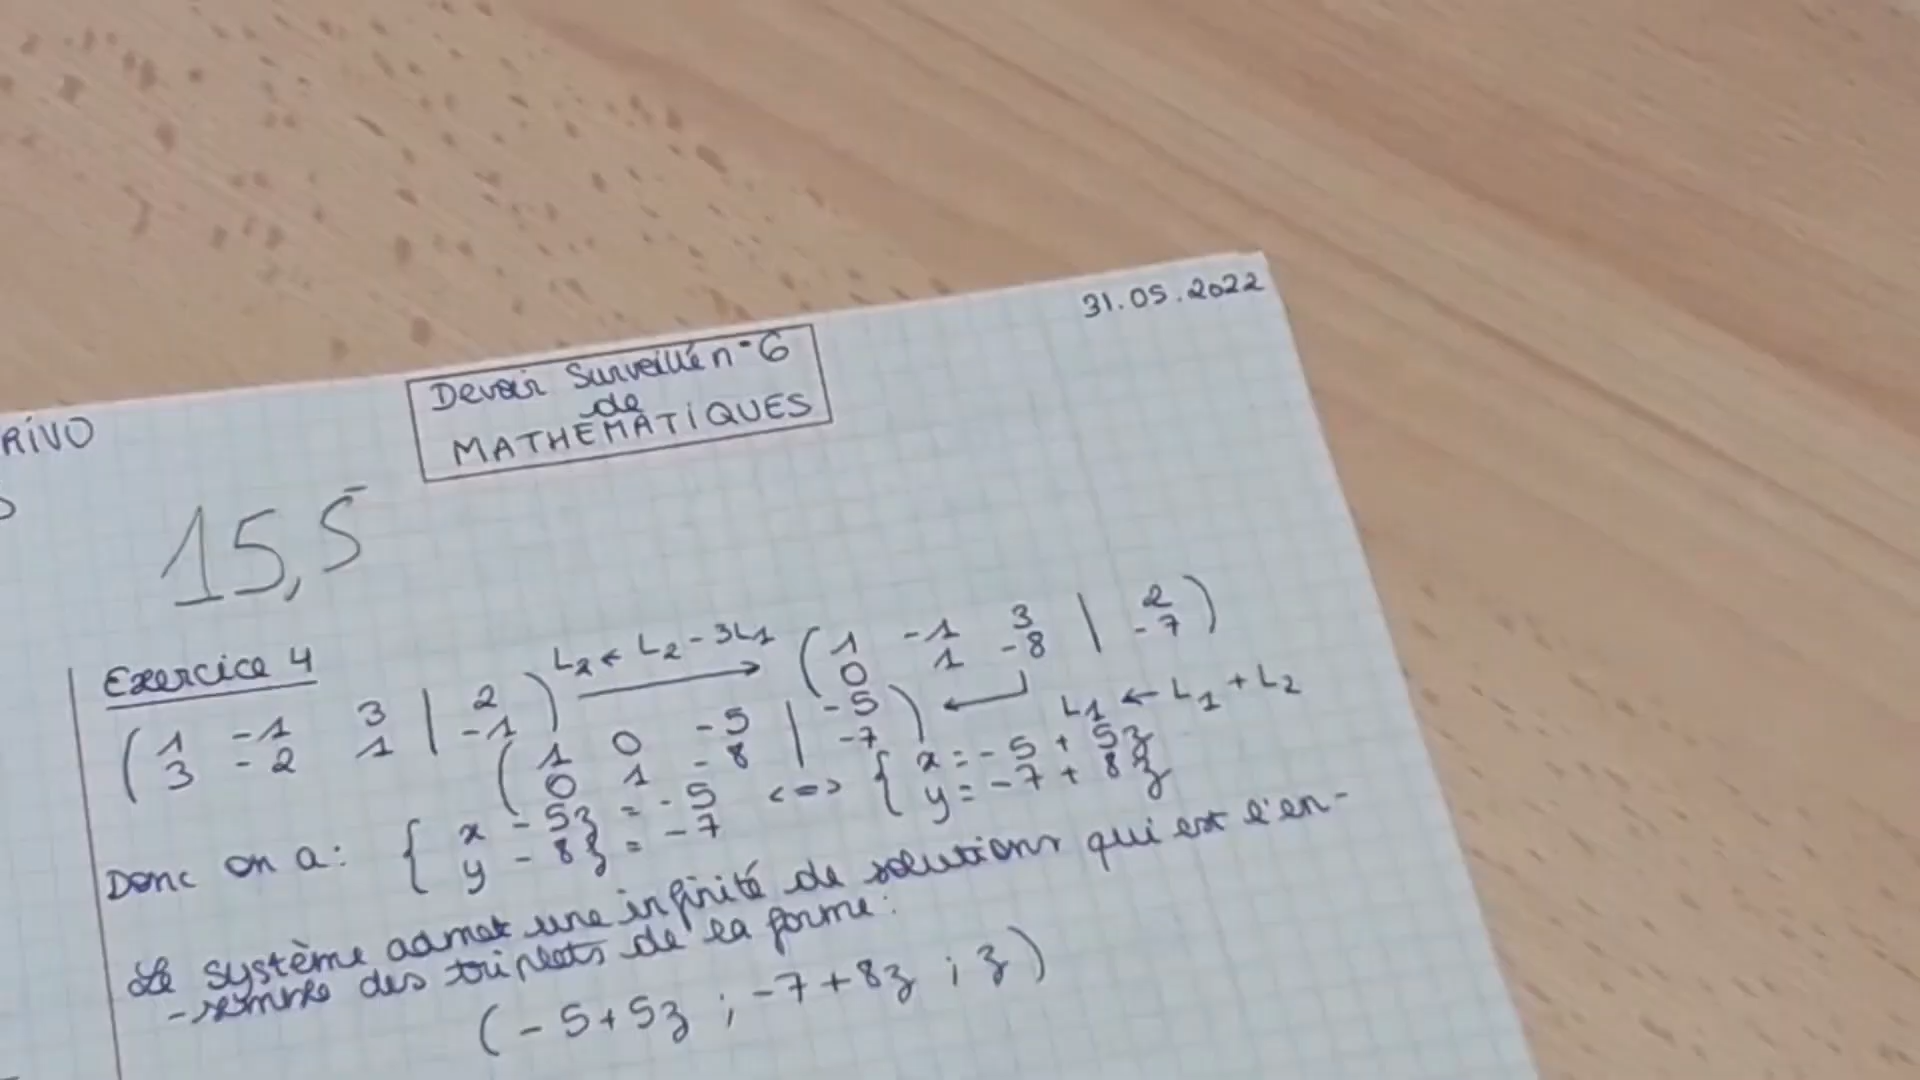 31.05.2022
Devoir Surveillé n°6
de
MATHÉMATIQUES
RIVO
15,5
Exercice 4
L2 ← L2 - 3L1
( 1 -1 3 | 2 )
( 3 -2 1 | -1 )
( 1 -1 3 | 2 )
( 0 1 -8 | -7 )
L1 ← L1 + L2
( 1 0 -5 | -5 )
( 0 1 -8 | -7 )
Donc on a : { x - 5z = -5 <=> { x = -5 + 5z
y - 8z = -7 y = -7 + 8z
Le système admet une infinité de solutions qui est l'en-
-semble des triplets de la forme :
(-5+5z ; -7+8z ; z)